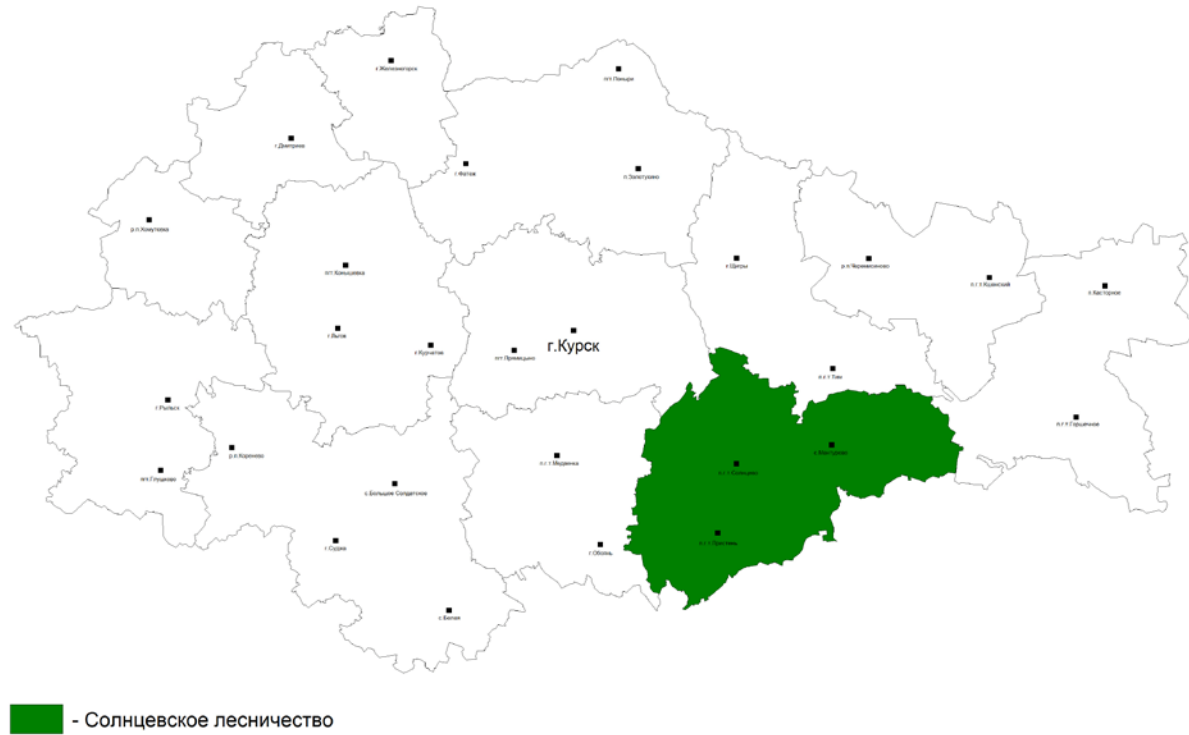 г.Железногорск
пгт.Поныри
г.Дмитриев
г.Фатеж
п.Золотухино
р.п.Хомутовка
пгт.Конышевка
г.Щигры
р.п.Черемисиново
п.г.т.Кшенский
п.Касторное
г.Льгов
г.Курчатов
пгт.Прямицыно
г.Курск
п.г.т.Тим
г.Рыльск
п.г.т.Горшечное
р.п.Коренево
с.Мантурово
п.г.т.Медвенка
п.г.т.Солнцево
пгт.Глушково
с.Большое Солдатское
г.Суджа
г.Обоянь
п.г.т.Пристень
с.Белая
- Солнцевское лесничество